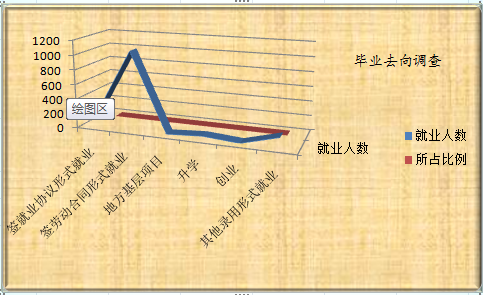 毕业去向调查
1200
1000
800
600
400
200
0
绘图区
签就业协议形式就业
签劳动合同形式就业
地方基层项目
升学
创业
其他录用形式就业
就业人数
就业人数
所占比例